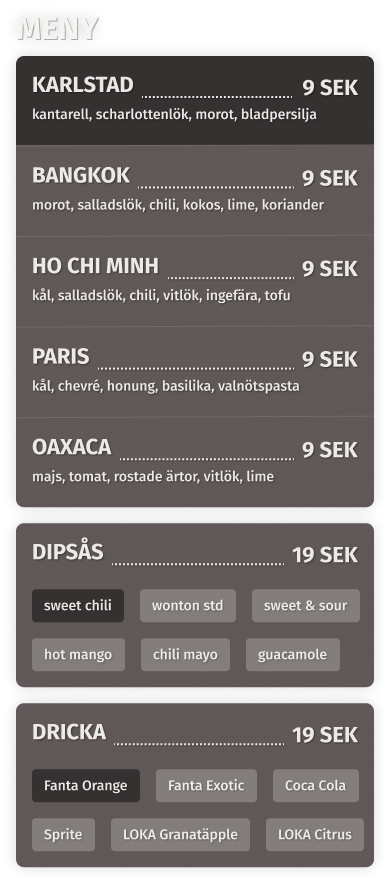 MENY
KARLSTAD 9 SEK
kantarell, scharlottenlök, morot, bladpersilja
BANGKOK 9 SEK
morot, salladslök, chili, kokos, lime, koriander
HO CHI MINH 9 SEK
kål, salladslök, chili, vitlök, ingefära, tofu
PARIS 9 SEK
kål, chevré, honung, basilika, valnötspasta
OAXACA 9 SEK
majs, tomat, rostade ärtor, vitlök, lime
DIPSÅS 19 SEK
sweet chili wonton std sweet & sour
hot mango chili mayo guacamole
DRICKA 19 SEK
Fanta Orange Fanta Exotic Coca Cola
Sprite LOKA Granatäpple LOKA Citrus